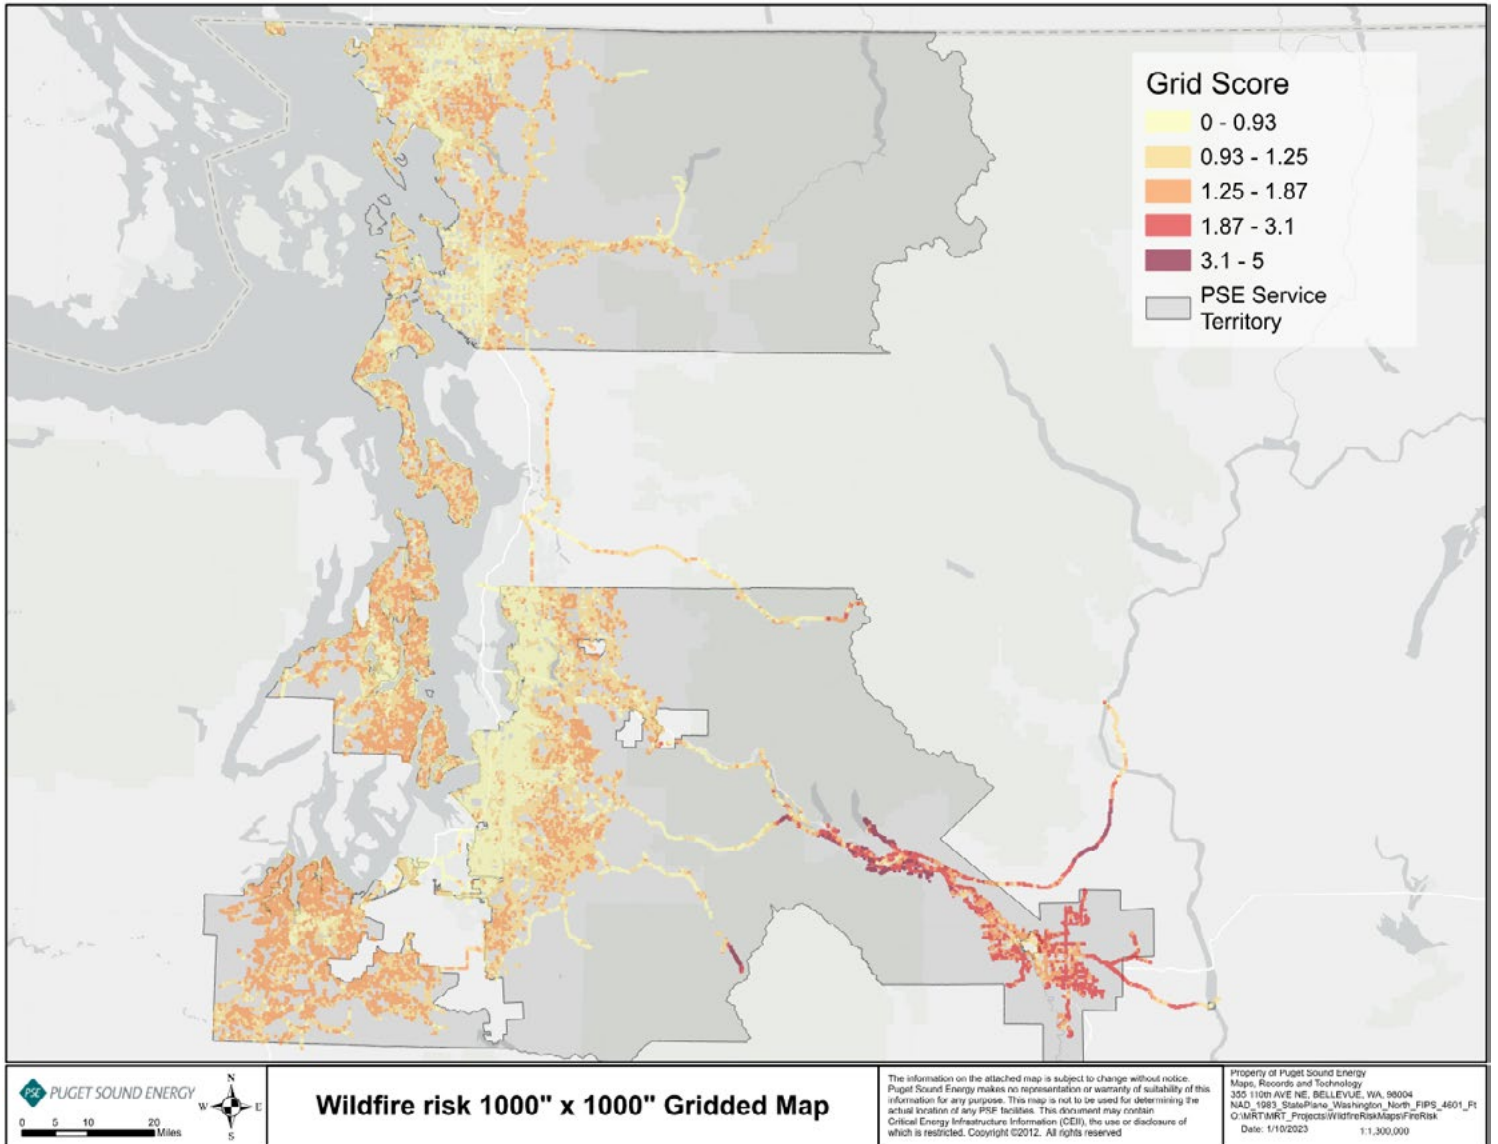 Grid Score
0 - 0.93
0.93 - 1.25
1.25 - 1.87
1.87 - 3.1
3.1 - 5
PSE Service
Territory
PSE PUGET SOUND ENERGY
N
W E
S
0 5 10 20
Miles
Wildfire risk 1000" x 1000" Gridded Map
The information on the attached map is subject to change without notice.
Puget Sound Energy makes no representation or warranty of suitability of this
information for any purpose. This map is not to be used for determining the
actual location of any PSE facilities. This document may contain
Critical Energy Infrastructure Information (CEII), the use or disclosure of
which is restricted. Copyright ©2012. All rights reserved
Property of Puget Sound Energy
Maps, Records and Technology
355 110th AVE NE, BELLEVUE, WA, 98004
NAD_1983_StatePlane_Washington_North_FIPS_4601_Ft
O:\MRT\MRT_Projects\WildfireRiskMaps\FireRisk
Date: 1/10/2023 1:1,300,000